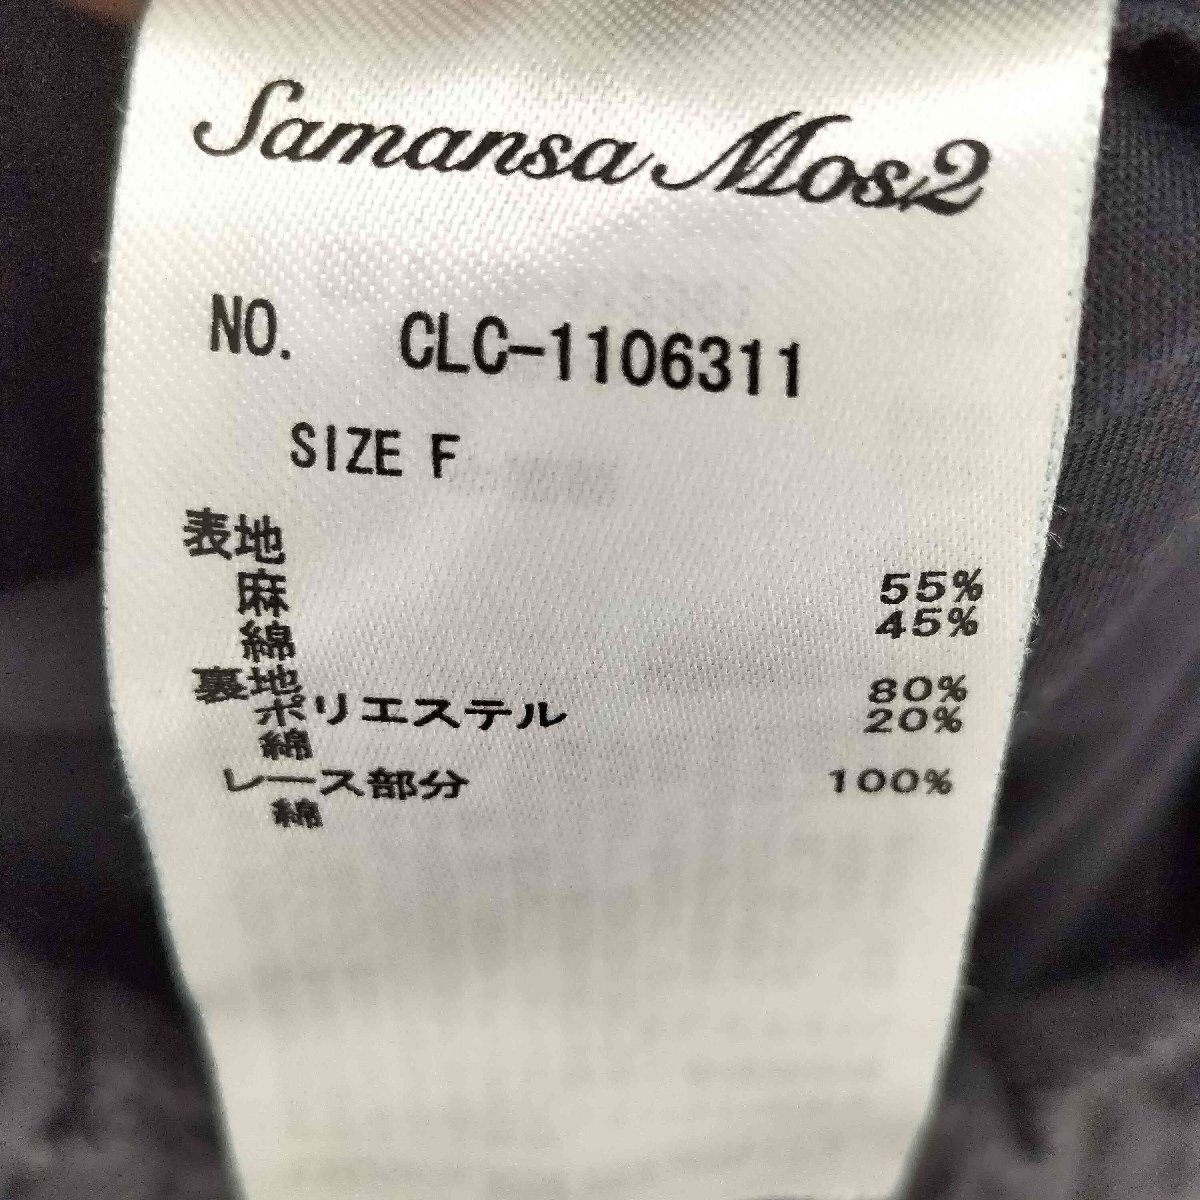 Samansa Mos2
NO. CLC-1106311
SIZE F
表地
麻 55%
綿 45%
裏地
ポリエステル 80%
綿 20%
レース部分
綿 100%